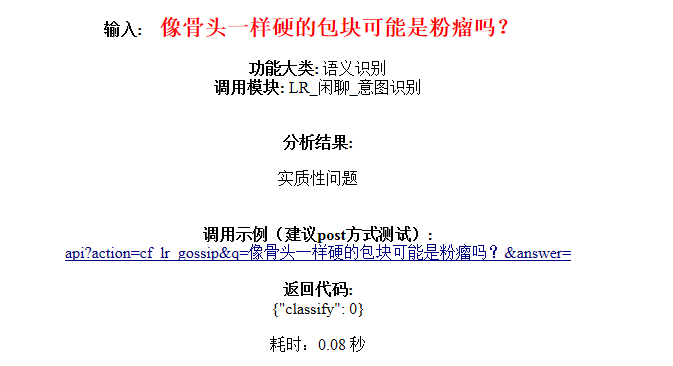 输入: 像骨头一样硬的包块可能是粉瘤吗?
功能大类: 语义识别
调用模块: LR_闲聊_意图识别
分析结果:
实质性问题
调用示例（建议post方式测试）:
api?action=cf_lr_gossip&q=像骨头一样硬的包块可能是粉瘤吗？&answer=
返回代码:
{"classify": 0}
耗时：0.08 秒